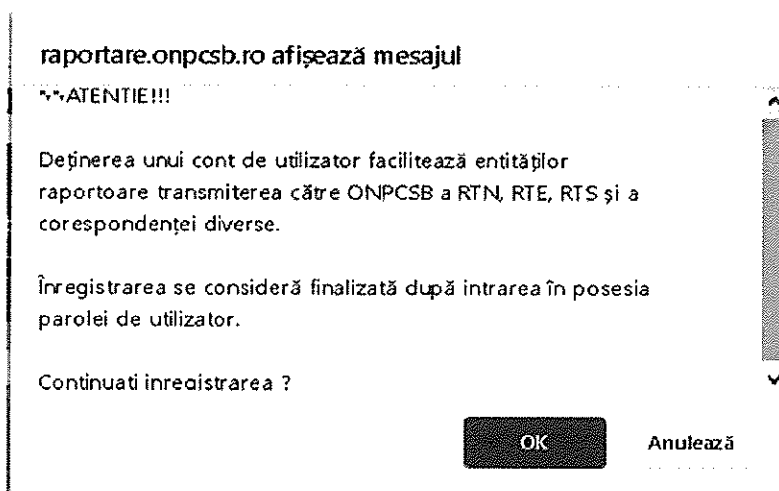 raportare.onpcsb.ro afișează mesajul
ATENTIE!!!
Deținerea unui cont de utilizator facilitează entităților
raportoare transmiterea către ONPCSB a RTN, RTE, RTS și a
corespondenței diverse.
Înregistrarea se consideră finalizată după intrarea în posesia
parolei de utilizator.
Continuati inregistrarea ?
OK Anulează